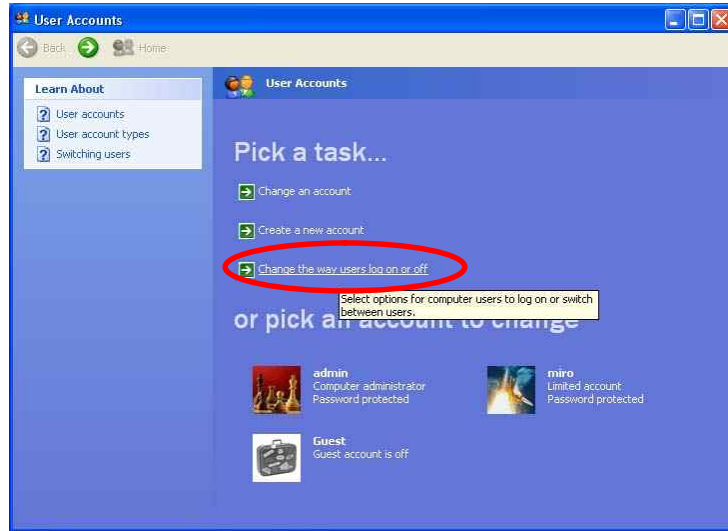 User Accounts
Back Home
Learn About
User accounts
User account types
Switching users
User Accounts
Pick a task...
Change an account
Create a new account
Change the way users log on or off
Select options for computer users to log on or switch
between users.
or pick an account to change
admin
Computer administrator
Password protected
miro
Limited account
Password protected
Guest
Guest account is off